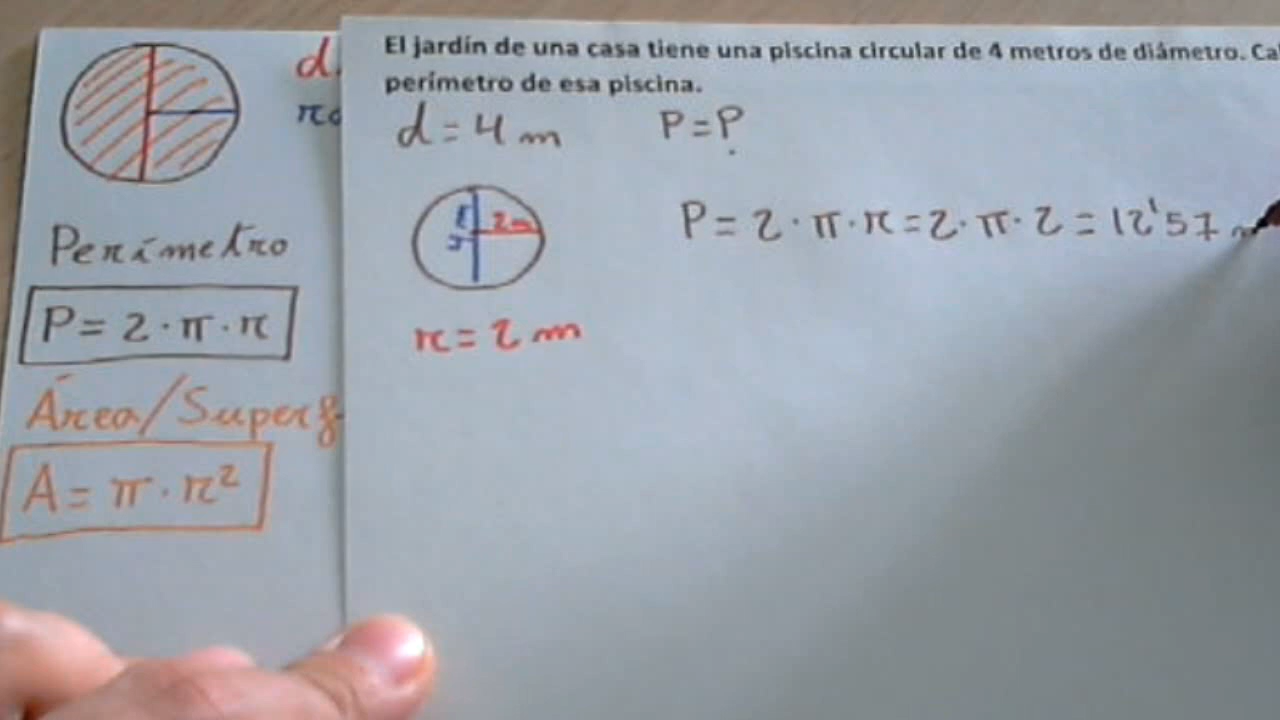 d.
El jardín de una casa tiene una piscina circular de 4 metros de diámetro.
perímetro de esa piscina.
d = 4 m P = ?
2 m
P = 2 · π · r = 2 · π · 2 = 12'57 m
r = 2 m
Perímetro
P = 2 · π · r
Área/Superf
A = π · r²